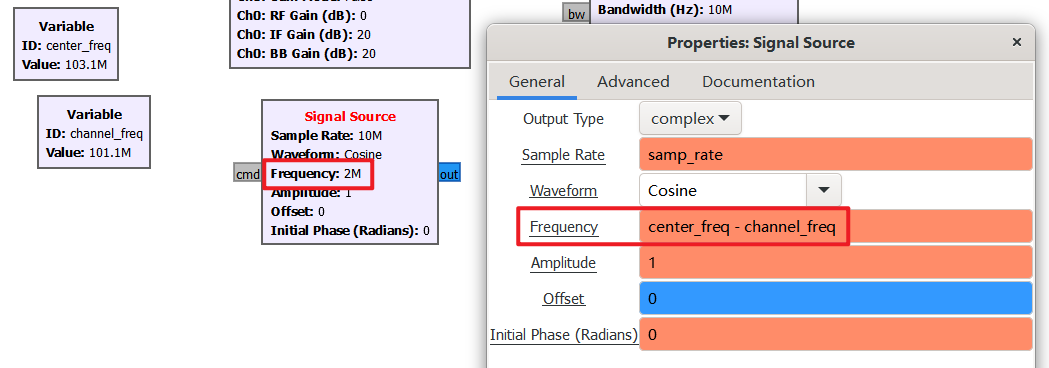 Ch0: RF Gain (dB): 0
Ch0: IF Gain (dB): 20
Ch0: BB Gain (dB): 20
bw
Bandwidth (Hz): 10M
Variable
ID: center_freq
Value: 103.1M
Variable
ID: channel_freq
Value: 101.1M
Signal Source
Sample Rate: 10M
Waveform: Cosine
cmd
Frequency: 2M
out
Amplitude: 1
Offset: 0
Initial Phase (Radians): 0
Properties: Signal Source
×
General
Advanced
Documentation
Output Type
complex
Sample Rate
samp_rate
Waveform
Cosine
Frequency
center_freq - channel_freq
Amplitude
1
Offset
0
Initial Phase (Radians)
0